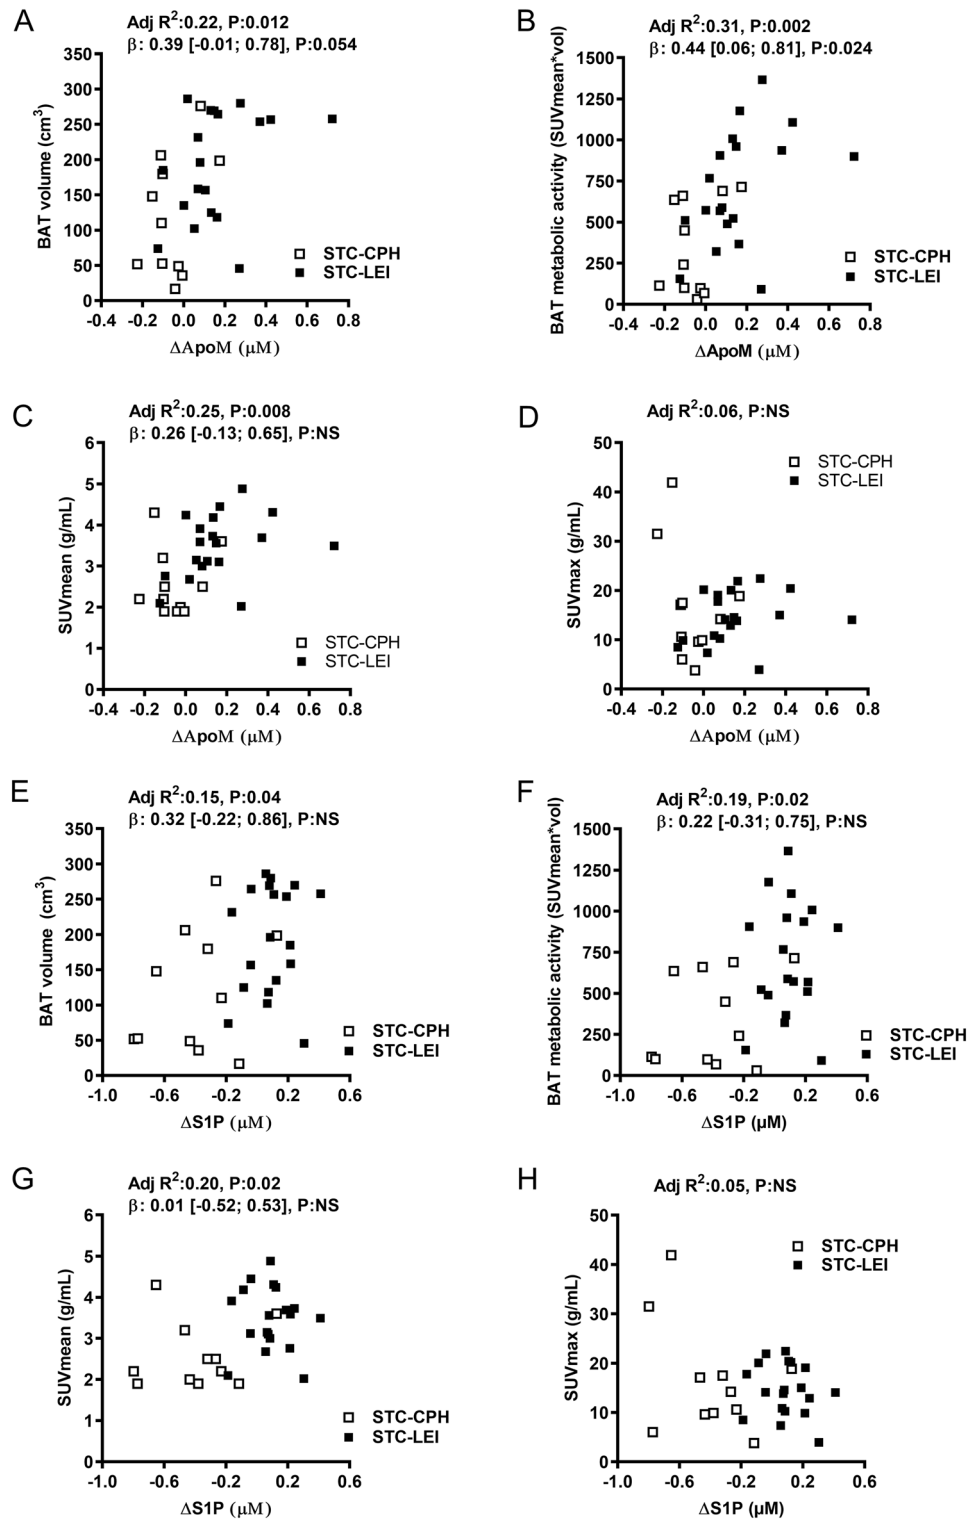 A
Adj R²:0.22, P:0.012
β: 0.39 [-0.01; 0.78], P:0.054
BAT volume (cm³)
350
300
250
200
150
100
50
0
-0.4 -0.2 0.0 0.2 0.4 0.6 0.8
ΔApoM (μM)
STC-CPH
STC-LEI
B
Adj R²:0.31, P:0.002
β: 0.44 [0.06; 0.81], P:0.024
BAT metabolic activity (SUVmean*vol)
1500
1250
1000
750
500
250
0
-0.4 -0.2 0.0 0.2 0.4 0.6 0.8
ΔApoM (μM)
STC-CPH
STC-LEI
C
Adj R²:0.25, P:0.008
β: 0.26 [-0.13; 0.65], P:NS
SUVmean (g/mL)
6
5
4
3
2
1
0
-0.4 -0.2 0.0 0.2 0.4 0.6 0.8
ΔApoM (μM)
STC-CPH
STC-LEI
D
Adj R²:0.06, P:NS
SUVmax (g/mL)
50
40
30
20
10
0
-0.4 -0.2 0.0 0.2 0.4 0.6 0.8
ΔApoM (μM)
STC-CPH
STC-LEI
E
Adj R²:0.15, P:0.04
β: 0.32 [-0.22; 0.86], P:NS
BAT volume (cm³)
350
300
250
200
150
100
50
0
-1.0 -0.6 -0.2 0.2 0.6
ΔS1P (μM)
STC-CPH
STC-LEI
F
Adj R²:0.19, P:0.02
β: 0.22 [-0.31; 0.75], P:NS
BAT metabolic activity (SUVmean*vol)
1500
1250
1000
750
500
250
0
-1.0 -0.6 -0.2 0.2 0.6
ΔS1P (μM)
STC-CPH
STC-LEI
G
Adj R²:0.20, P:0.02
β: 0.01 [-0.52; 0.53], P:NS
SUVmean (g/mL)
6
5
4
3
2
1
0
-1.0 -0.6 -0.2 0.2 0.6
ΔS1P (μM)
STC-CPH
STC-LEI
H
Adj R²:0.05, P:NS
SUVmax (g/mL)
50
40
30
20
10
0
-1.0 -0.6 -0.2 0.2 0.6
ΔS1P (μM)
STC-CPH
STC-LEI